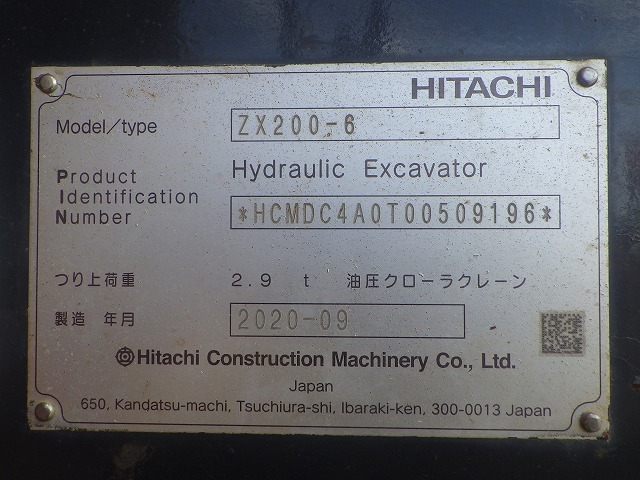 HITACHI
Model/type ZX200-6
Hydraulic Excavator
Product
Identification
Number *HCMDC4A0T00509196*
つり上荷重 2.9 t 油圧クローラクレーン
製造 年月 2020-09
Hitachi Construction Machinery Co., Ltd.
Japan
650, Kandatsu-machi, Tsuchiura-shi, Ibaraki-ken, 300-0013 Japan